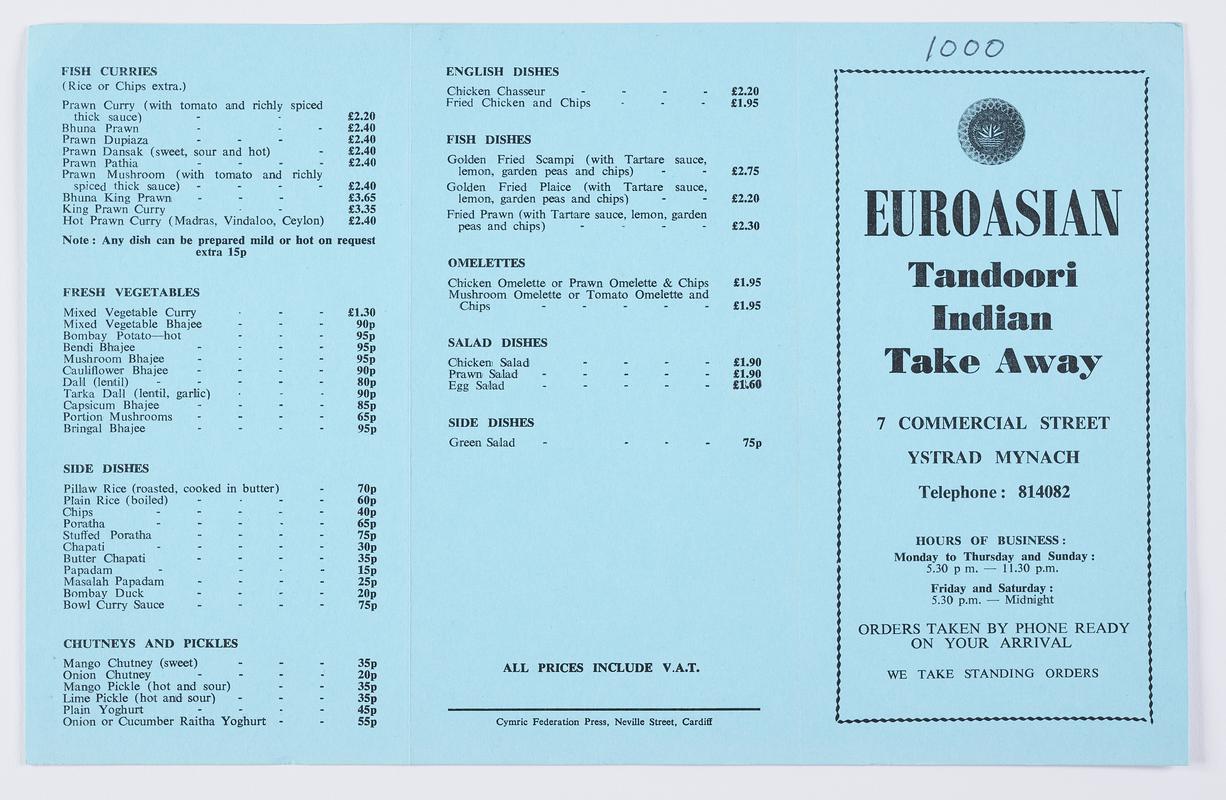 FISH CURRIES
(Rice or Chips extra.)
Prawn Curry (with tomato and richly spiced
thick sauce) - - £2.20
Bhuna Prawn - - - £2.40
Prawn Dupiaza - - - £2.40
Prawn Dansak (sweet, sour and hot) - £2.40
Prawn Pathia - - - - £2.40
Prawn Mushroom (with tomato and richly
spiced thick sauce) - - - - £2.40
Bhuna King Prawn - - - £3.65
King Prawn Curry - - - - £3.35
Hot Prawn Curry (Madras, Vindaloo, Ceylon) £2.40
Note : Any dish can be prepared mild or hot on request
extra 15p
FRESH VEGETABLES
Mixed Vegetable Curry - - - £1.30
Mixed Vegetable Bhajee - - - 90p
Bombay Potato—hot - - - 95p
Bendi Bhajee - - - - 95p
Mushroom Bhajee - - - - 95p
Cauliflower Bhajee - - - - 90p
Dall (lentil) - - - - - 80p
Tarka Dall (lentil, garlic) - - - 90p
Capsicum Bhajee - - - - 85p
Portion Mushrooms - - - - 65p
Bringal Bhajee - - - - 95p
SIDE DISHES
Pillaw Rice (roasted, cooked in butter) - 70p
Plain Rice (boiled) - - - - 60p
Chips - - - - - 40p
Poratha - - - - - 65p
Stuffed Poratha - - - - 75p
Chapati - - - - - 30p
Butter Chapati - - - - 35p
Papadam - - - - 15p
Masalah Papadam - - - - 25p
Bombay Duck - - - - 20p
Bowl Curry Sauce - - - - 75p
CHUTNEYS AND PICKLES
Mango Chutney (sweet) - - - 35p
Onion Chutney - - - - 20p
Mango Pickle (hot and sour) - - - 35p
Lime Pickle (hot and sour) - - - 35p
Plain Yoghurt - - - - 45p
Onion or Cucumber Raitha Yoghurt - - 55p
ENGLISH DISHES
Chicken Chasseur - - - - £2.20
Fried Chicken and Chips - - - £1.95
FISH DISHES
Golden Fried Scampi (with Tartare sauce,
lemon, garden peas and chips) - - £2.75
Golden Fried Plaice (with Tartare sauce,
lemon, garden peas and chips) - - £2.20
Fried Prawn (with Tartare sauce, lemon, garden
peas and chips) - - - - £2.30
OMELETTES
Chicken Omelette or Prawn Omelette & Chips £1.95
Mushroom Omelette or Tomato Omelette and
Chips - - - - - £1.95
SALAD DISHES
Chicken Salad - - - - - £1.90
Prawn Salad - - - - - £1.90
Egg Salad - - - - - £1.60
SIDE DISHES
Green Salad - - - - 75p
ALL PRICES INCLUDE V.A.T.
Cymric Federation Press, Neville Street, Cardiff
1000
EUROASIAN
Tandoori
Indian
Take Away
7 COMMERCIAL STREET
YSTRAD MYNACH
Telephone : 814082
HOURS OF BUSINESS :
Monday to Thursday and Sunday :
5.30 p m. — 11.30 p.m.
Friday and Saturday :
5.30 p.m. — Midnight
ORDERS TAKEN BY PHONE READY
ON YOUR ARRIVAL
WE TAKE STANDING ORDERS